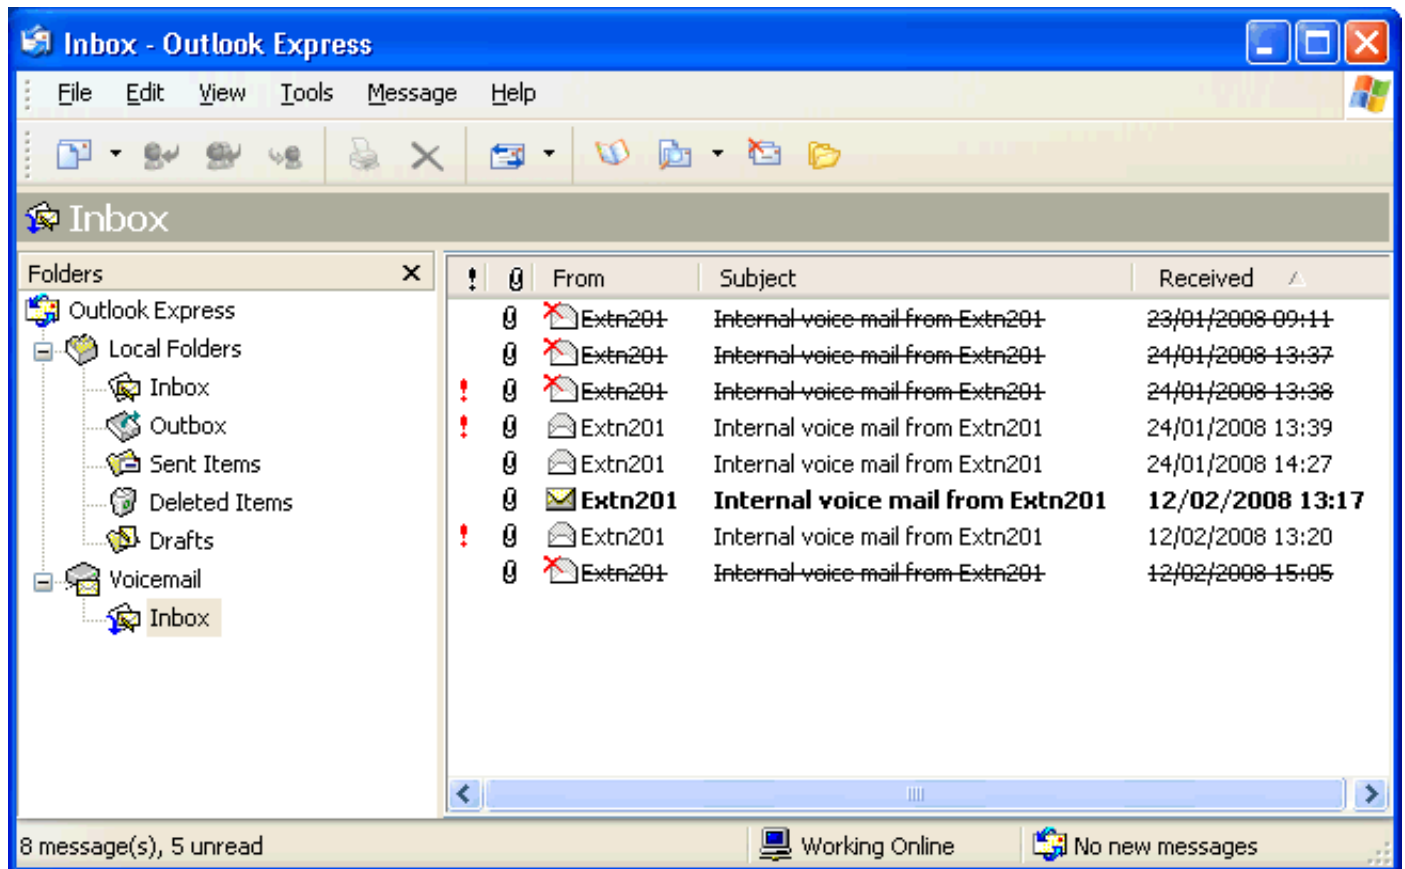 Inbox - Outlook Express
File Edit View Tools Message Help
Inbox
Folders
! From Subject Received
Outlook Express
Local Folders
Inbox
Outbox
Sent Items
Deleted Items
Drafts
Voicemail
Inbox
Extn201 Internal voice mail from Extn201 23/01/2008 09:11
Extn201 Internal voice mail from Extn201 24/01/2008 13:37
! Extn201 Internal voice mail from Extn201 24/01/2008 13:38
! Extn201 Internal voice mail from Extn201 24/01/2008 13:39
Extn201 Internal voice mail from Extn201 24/01/2008 14:27
Extn201 Internal voice mail from Extn201 12/02/2008 13:17
! Extn201 Internal voice mail from Extn201 12/02/2008 13:20
Extn201 Internal voice mail from Extn201 12/02/2008 15:05
8 message(s), 5 unread Working Online No new messages